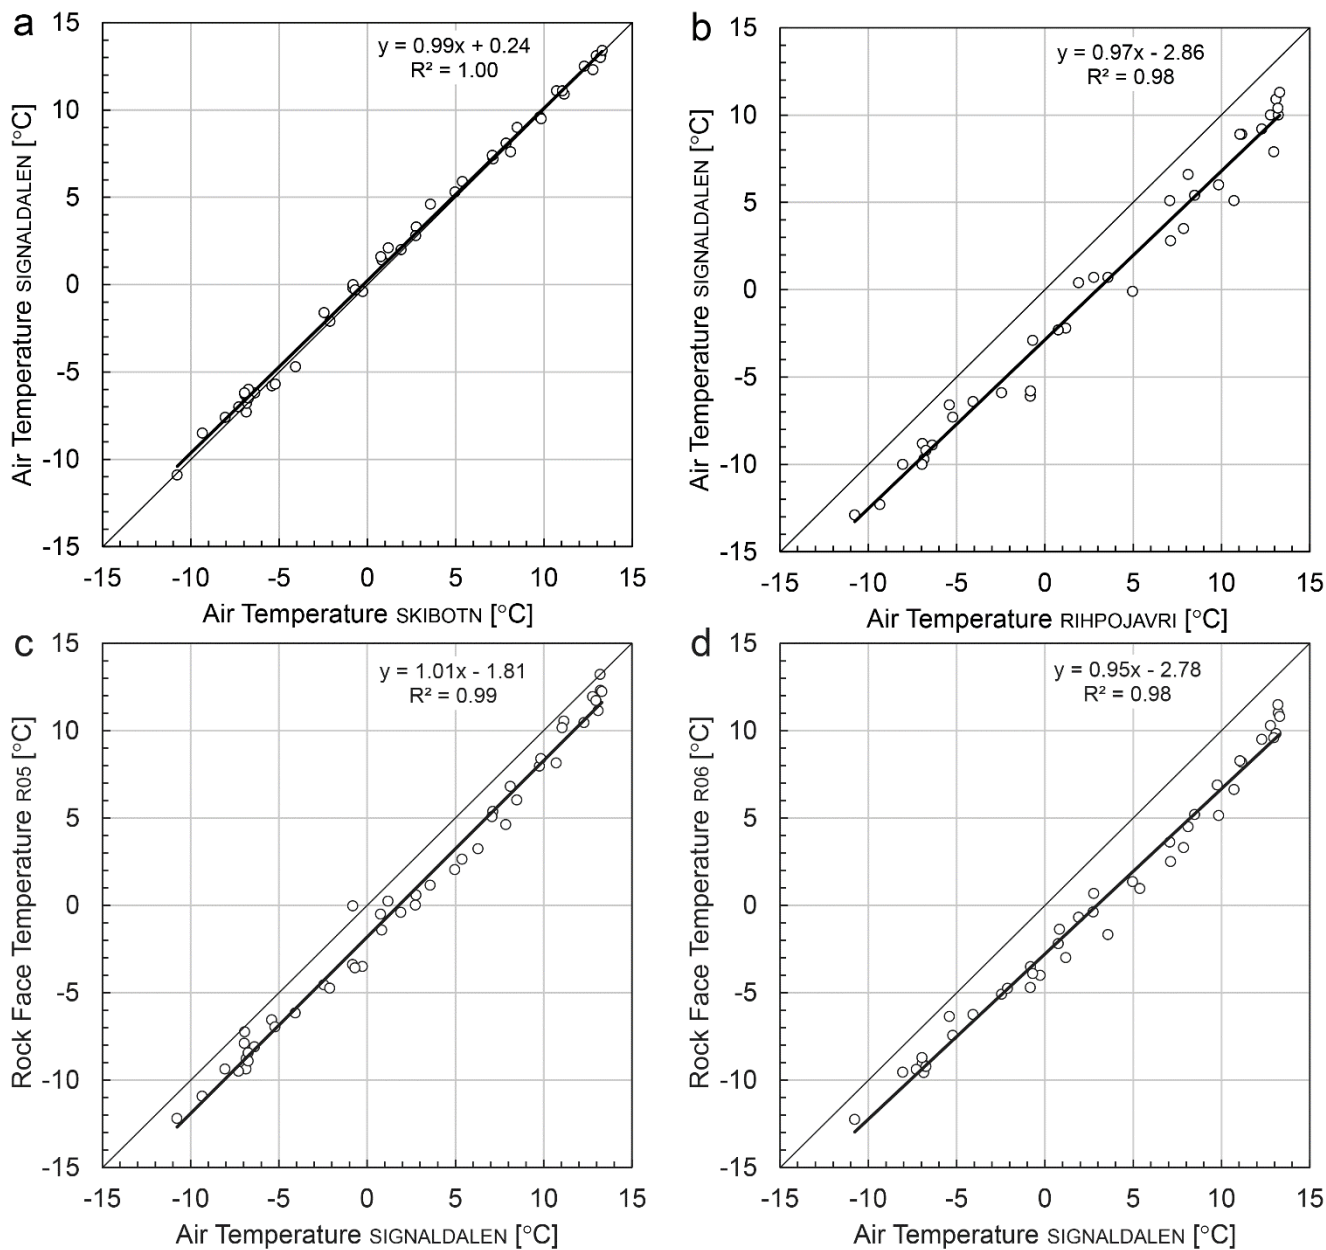 a
y = 0.99x + 0.24
R² = 1.00
Air Temperature SIGNALDALEN [°C]
15
10
5
0
-5
-10
-15
-15 -10 -5 0 5 10 15
Air Temperature SKIBOTN [°C]
b
y = 0.97x - 2.86
R² = 0.98
Air Temperature SIGNALDALEN [°C]
15
10
5
0
-5
-10
-15
-15 -10 -5 0 5 10 15
Air Temperature RIHPOJAVRI [°C]
c
y = 1.01x - 1.81
R² = 0.99
Rock Face Temperature R05 [°C]
15
10
5
0
-5
-10
-15
-15 -10 -5 0 5 10 15
Air Temperature SIGNALDALEN [°C]
d
y = 0.95x - 2.78
R² = 0.98
Rock Face Temperature R06 [°C]
15
10
5
0
-5
-10
-15
-15 -10 -5 0 5 10 15
Air Temperature SIGNALDALEN [°C]